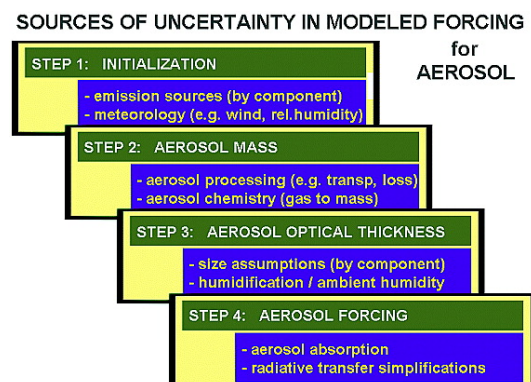 SOURCES OF UNCERTAINTY IN MODELED FORCING
for
AEROSOL
STEP 1: INITIALIZATION
- emission sources (by component)
- meteorology (e.g. wind, rel.humidity)
STEP 2: AEROSOL MASS
- aerosol processing (e.g. transp, loss)
- aerosol chemistry (gas to mass)
STEP 3: AEROSOL OPTICAL THICKNESS
- size assumptions (by component)
- humidification / ambient humidity
STEP 4: AEROSOL FORCING
- aerosol absorption
- radiative transfer simplifications